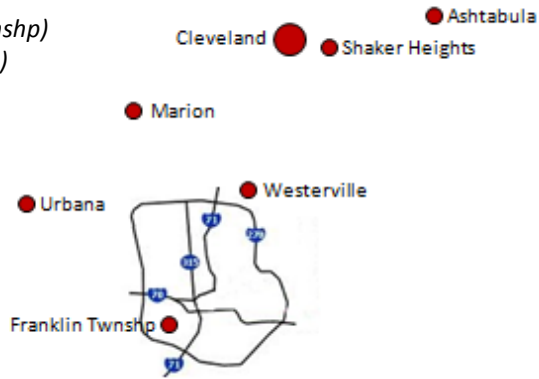 nshp)
)
Ashtabula
Cleveland
Shaker Heights
Marion
Westerville
Urbana
71
270
315
70
Franklin Twnshp
71